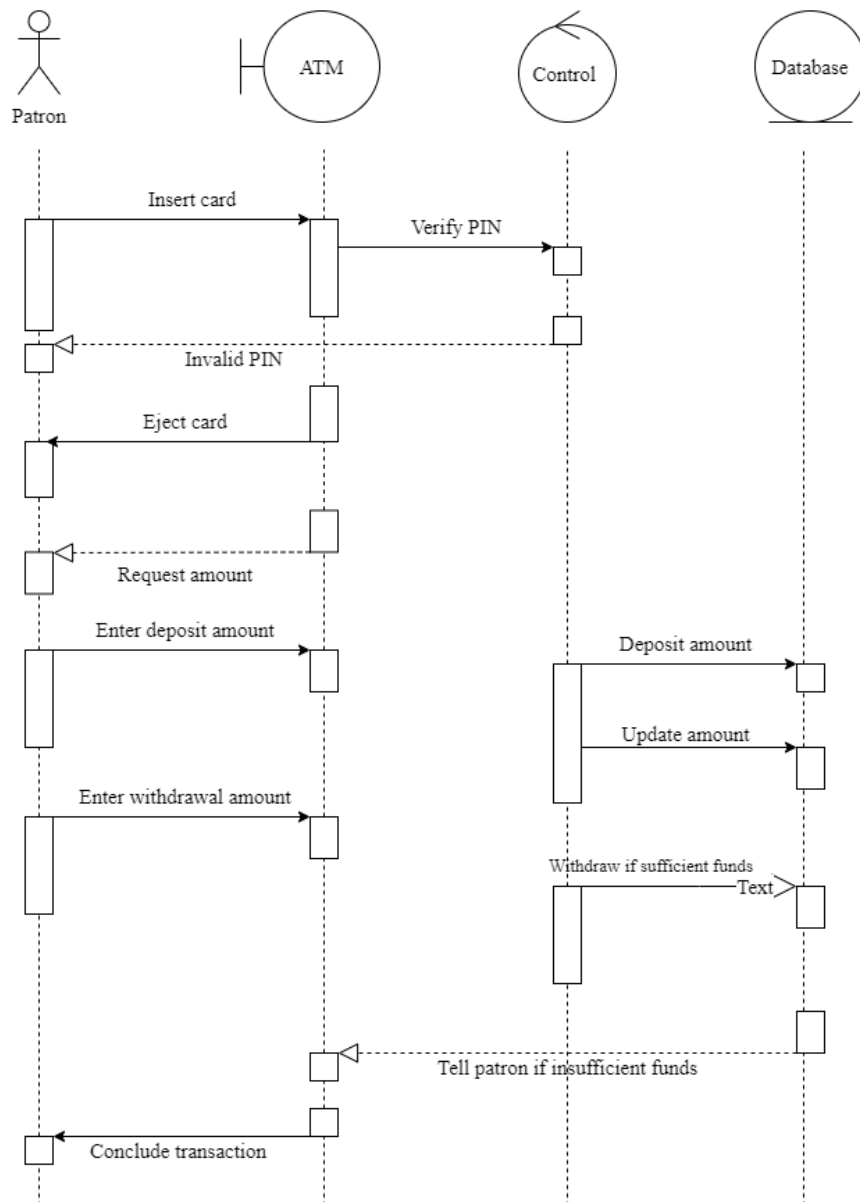 Patron
ATM
Control
Database
Insert card
Verify PIN
Invalid PIN
Eject card
Request amount
Enter deposit amount
Deposit amount
Update amount
Enter withdrawal amount
Withdraw if sufficient funds
Text
Tell patron if insufficient funds
Conclude transaction